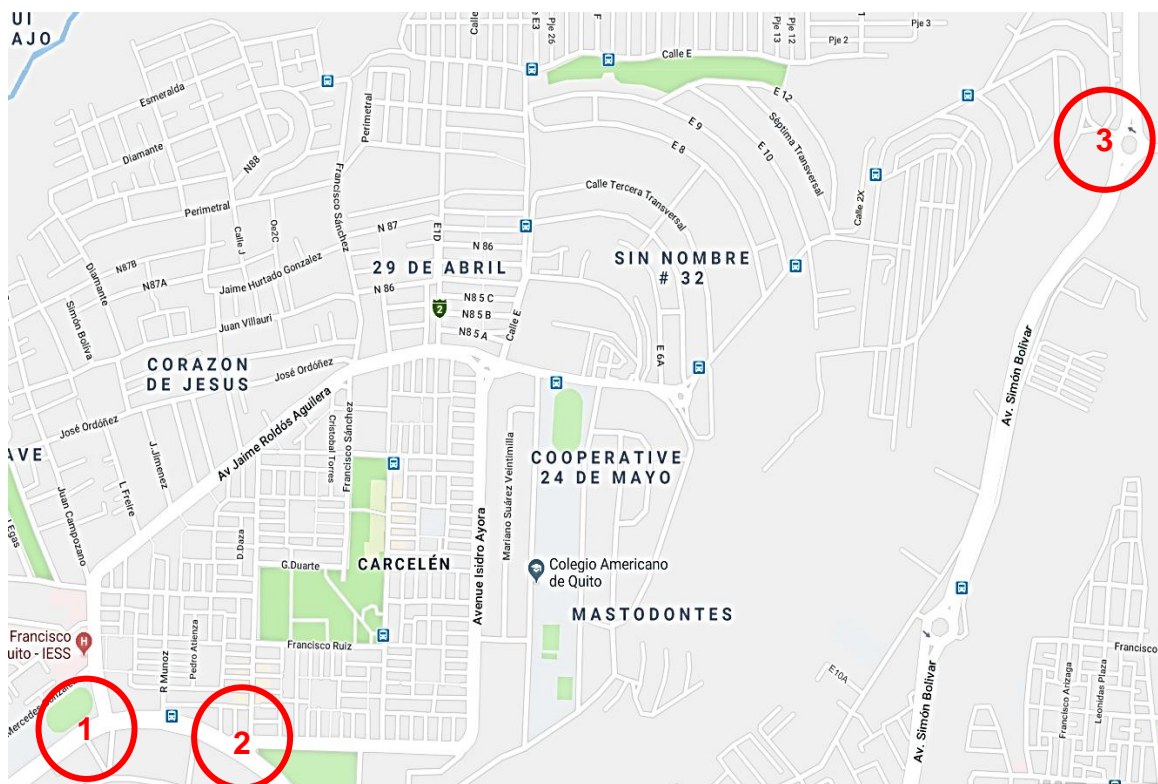 UI
AJO
Calle
E3
Pje 26
F
Pje 13
Pje 12
1
Pje 3
Pje 2
Calle E
Esmeralda
Perimetral
E 12
Diamante
N88
E 9
E 8
E 10
Séptima Transversal
3
Francisco Sánchez
Calle Tercera Transversal
Calle 2X
Perimetral
Calle J
Oe2C
N 87
E1D
N 86
SIN NOMBRE
# 32
N87B
N87A
Diamante
Jaime Hurtado Gonzalez
29 DE ABRIL
N 86
N8 5 C
N8 5 B
N8 5 A
2
Calle E
Simón Boliva
Juan Villauri
E 6A
Av. Simón Bolivar
CORAZON
DE JESUS
José Ordóñez
José Ordóñez
Av Jaime Roldós Aguilera
Cristobal Torres
Francisco Sánchez
AVE
J.Jimenez
L Freire
Juan Campozano
l Egas
COOPERATIVE
24 DE MAYO
Mariano Suárez Veintimilla
Avenue Isidro Ayora
D.Daza
G.Duarte
CARCELÉN
Colegio Americano
de Quito
MASTODONTES
Francisco
uito - IESS
H
R Munoz
Pedro Atienza
Francisco Ruiz
Mercedes Gonzale
1
2
E10A
Av. Simón Bolivar
Francisco
Francisco Arizaga
Leonidas Plaza